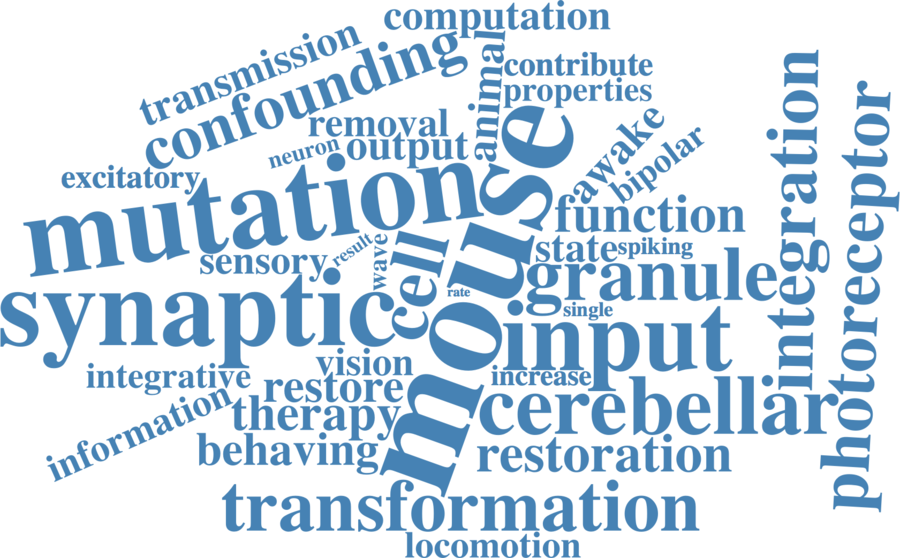 computation
transmission
confounding
animal
contribute
properties
removal
neuron
output
mouse
awake
bipolar
integration
photoreceptor
excitatory
mutation
function
sensory
result
wave
cell
state
spiking
granule
synaptic
rate
single
input
vision
integrative
restore
increase
cerebellar
information
therapy
behaving
restoration
transformation
locomotion